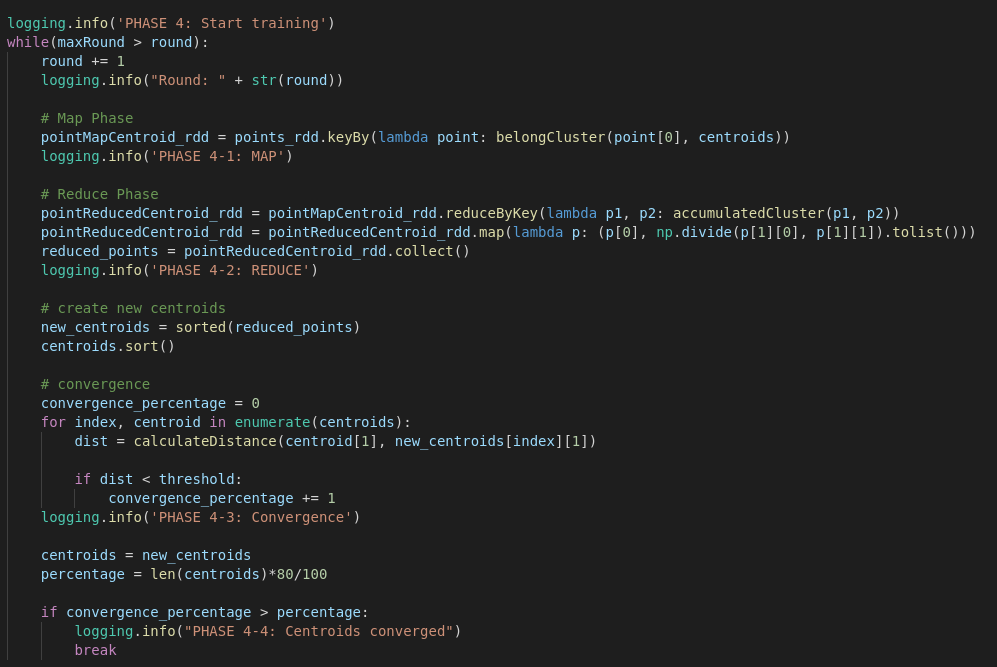 logging.info('PHASE 4: Start training')
while(maxRound > round):
    round += 1
    logging.info("Round: " + str(round))

    # Map Phase
    pointMapCentroid_rdd = points_rdd.keyBy(lambda point: belongCluster(point[0], centroids))
    logging.info('PHASE 4-1: MAP')

    # Reduce Phase
    pointReducedCentroid_rdd = pointMapCentroid_rdd.reduceByKey(lambda p1, p2: accumulatedCluster(p1, p2))
    pointReducedCentroid_rdd = pointReducedCentroid_rdd.map(lambda p: (p[0], np.divide(p[1][0], p[1][1]).tolist()))
    reduced_points = pointReducedCentroid_rdd.collect()
    logging.info('PHASE 4-2: REDUCE')

    # create new centroids
    new_centroids = sorted(reduced_points)
    centroids.sort()

    # convergence
    convergence_percentage = 0
    for index, centroid in enumerate(centroids):
        dist = calculateDistance(centroid[1], new_centroids[index][1])

        if dist < threshold:
            convergence_percentage += 1
    logging.info('PHASE 4-3: Convergence')

    centroids = new_centroids
    percentage = len(centroids)*80/100

    if convergence_percentage > percentage:
        logging.info("PHASE 4-4: Centroids converged")
        break